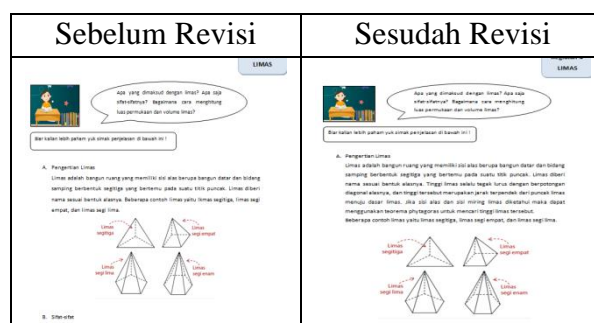 Sebelum Revisi
Sesudah Revisi
LIMAS
Apa yang dimaksud dengan limas? Apa saja
sifat-sifatnya? Bagaimana cara menghitung
luas permukaan dan volume limas?
Biar kalian lebih paham yuk simak penjelasan di bawah ini !
A. Pengertian Limas
Limas adalah bangun ruang yang memiliki sisi alas berupa bangun datar dan bidang
samping berbentuk segitiga yang bertemu pada suatu titik puncak. Limas diberi
nama sesuai bentuk alasnya. Beberapa contoh limas yaitu limas segitiga, limas segi
empat, dan limas segi lima.
Limas
segitiga
Limas
segi empat
Limas
segi lima
Limas
segi enam
B. Sifat-sifat
LIMAS
Apa yang dimaksud dengan limas? Apa saja
sifat-sifatnya? Bagaimana cara menghitung
luas permukaan dan volume limas?
Biar kalian lebih paham yuk simak penjelasan di bawah ini !
A. Pengertian Limas
Limas adalah bangun ruang yang memiliki sisi alas berupa bangun datar dan bidang
samping berbentuk segitiga yang bertemu pada suatu titik puncak. Limas diberi
nama sesuai bentuk alasnya. Tinggi limas selalu tegak lurus dengan berpotongan
diagonal alasnya, dan tinggi tersebut merupakan jarak terpendek dari puncak limas
menuju dasar limas. Jika sisi alas dan sisi miring limas diketahui maka dapat
menggunakan teorema phytagoras untuk mencari tinggi limas tersebut.
Beberapa contoh limas yaitu limas segitiga, limas segi empat, dan limas segi lima.
Limas
segitiga
Limas
segi empat
Limas
segi lima
Limas
segi enam